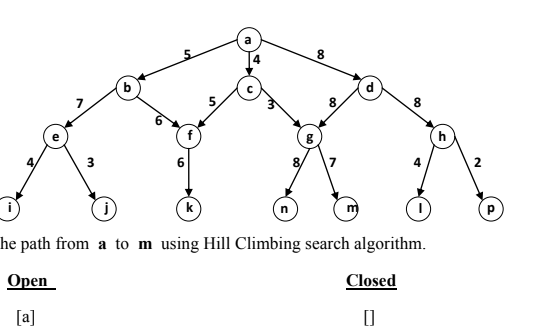 a
5 4 8
b c d
7 6 5 3 8 8
e f g h
4 3 6 8 7 4 2
i j k n m l p
he path from a to m using Hill Climbing search algorithm.
Open Closed
[a] []